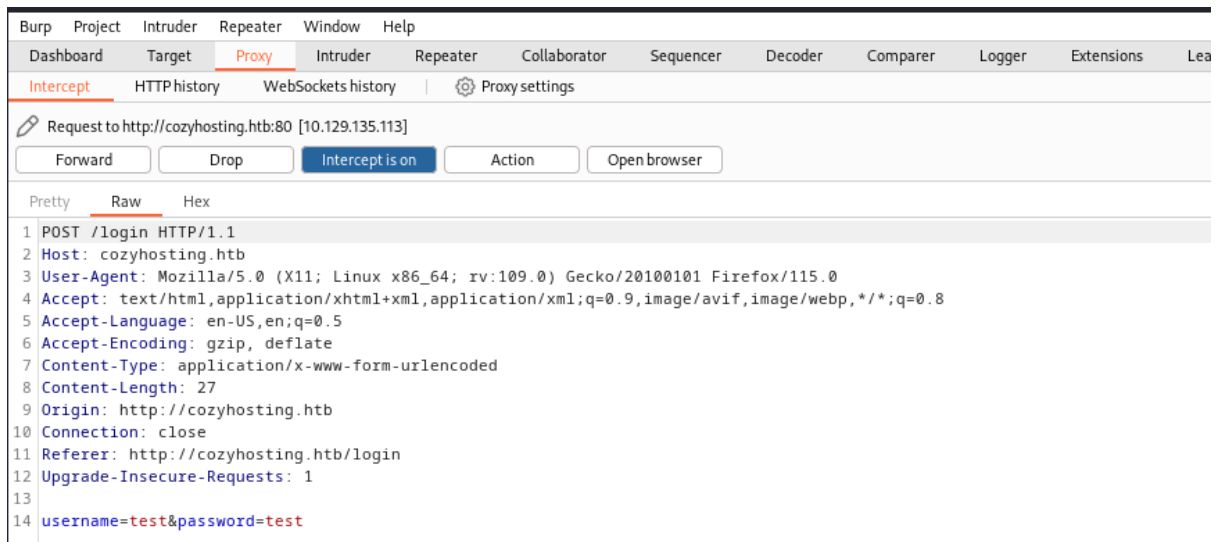 Burp Project Intruder Repeater Window Help
Dashboard Target Proxy Intruder Repeater Collaborator Sequencer Decoder Comparer Logger Extensions Lea
Intercept HTTP history WebSockets history Proxy settings
Request to http://cozyhosting.htb:80 [10.129.135.113]
Forward Drop Intercept is on Action Open browser
Pretty Raw Hex
1 POST /login HTTP/1.1
2 Host: cozyhosting.htb
3 User-Agent: Mozilla/5.0 (X11; Linux x86_64; rv:109.0) Gecko/20100101 Firefox/115.0
4 Accept: text/html,application/xhtml+xml,application/xml;q=0.9,image/avif,image/webp,*/*;q=0.8
5 Accept-Language: en-US,en;q=0.5
6 Accept-Encoding: gzip, deflate
7 Content-Type: application/x-www-form-urlencoded
8 Content-Length: 27
9 Origin: http://cozyhosting.htb
10 Connection: close
11 Referer: http://cozyhosting.htb/login
12 Upgrade-Insecure-Requests: 1
13
14 username=test&password=test